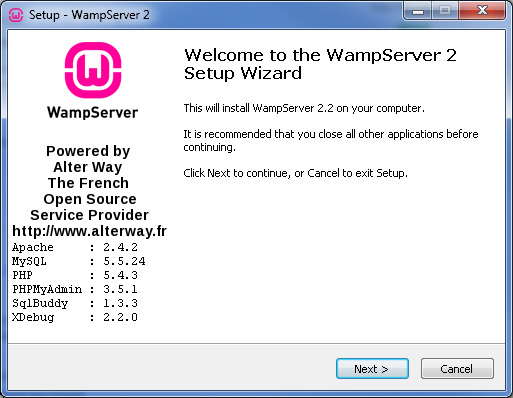 Setup - WampServer 2
WampServer
Powered by
Alter Way
The French
Open Source
Service Provider
http://www.alterway.fr
Apache : 2.4.2
MySQL : 5.5.24
PHP : 5.4.3
PHPMyAdmin : 3.5.1
SqlBuddy : 1.3.3
XDebug : 2.2.0
Welcome to the WampServer 2
Setup Wizard
This will install WampServer 2.2 on your computer.
It is recommended that you close all other applications before
continuing.
Click Next to continue, or Cancel to exit Setup.
Next >
Cancel